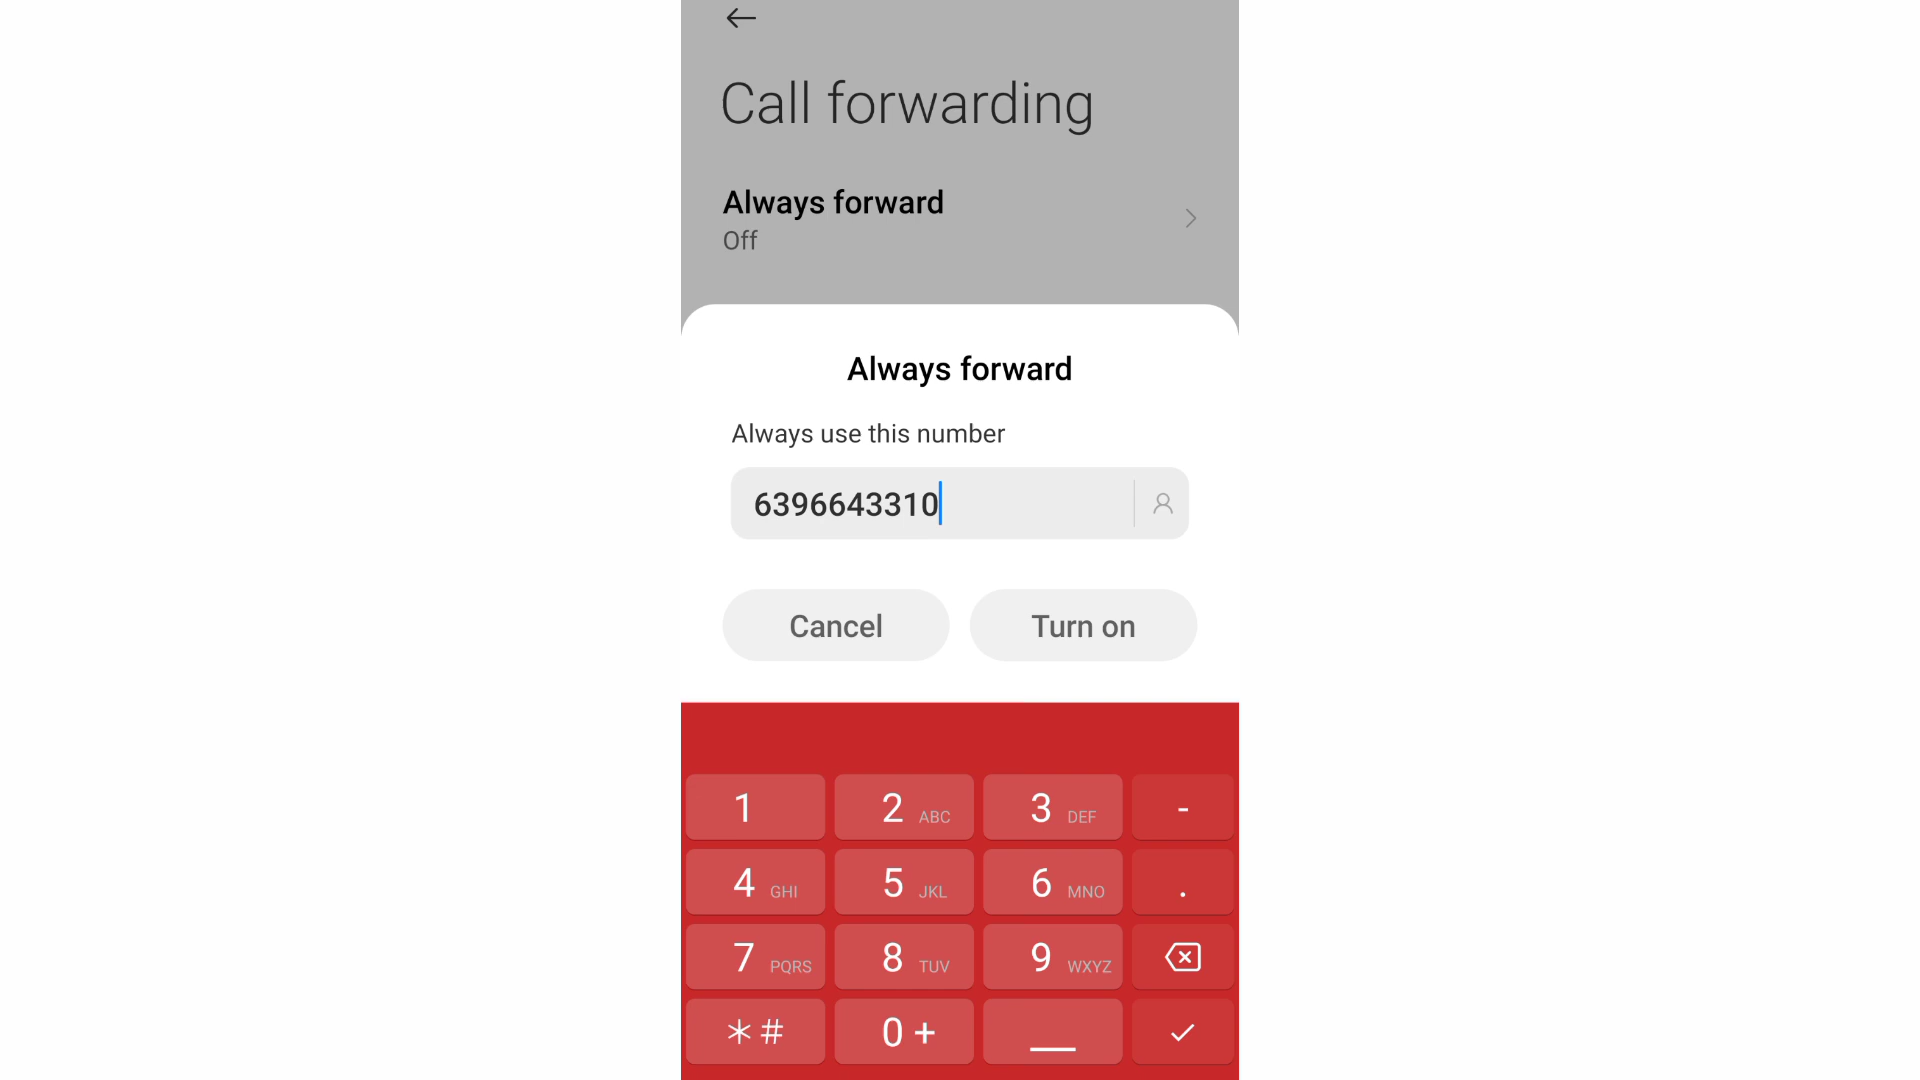 Call forwarding
Always forward
Off
Always forward
Always use this number
6396643310
Cancel Turn on
1 2 ABC 3 DEF -
4 GHI 5 JKL 6 MNO .
7 PQRS 8 TUV 9 WXYZ
* # 0 +